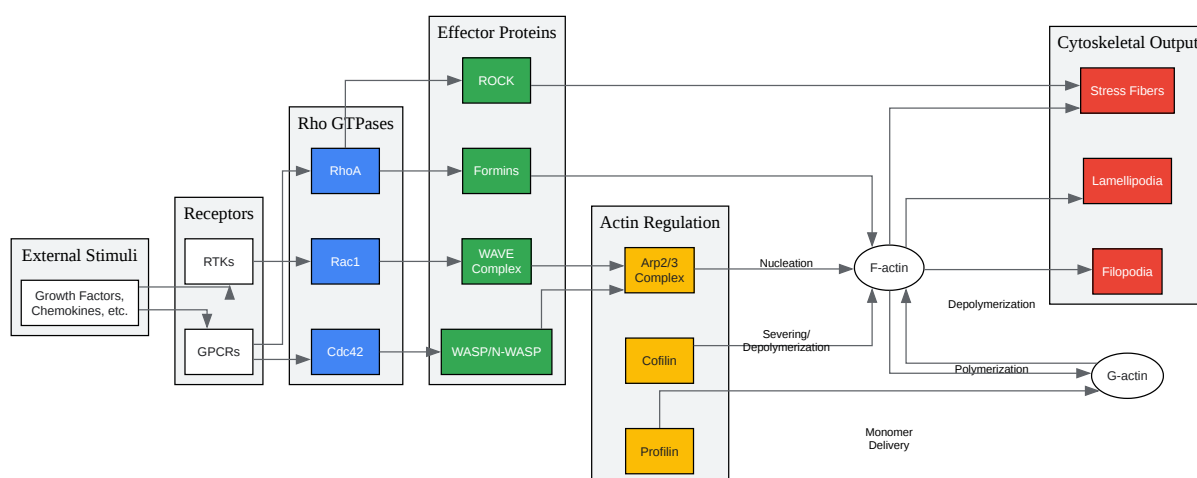 External Stimuli
Growth Factors,
Chemokines, etc.
Receptors
RTKs
GPCRs
Rho GTPases
RhoA
Rac1
Cdc42
Effector Proteins
ROCK
Formins
WAVE
Complex
WASP/N-WASP
Actin Regulation
Arp2/3
Complex
Cofilin
Profilin
Nucleation
Severing/
Depolymerization
F-actin
Depolymerization
Polymerization
G-actin
Monomer
Delivery
Cytoskeletal Output
Stress Fibers
Lamellipodia
Filopodia